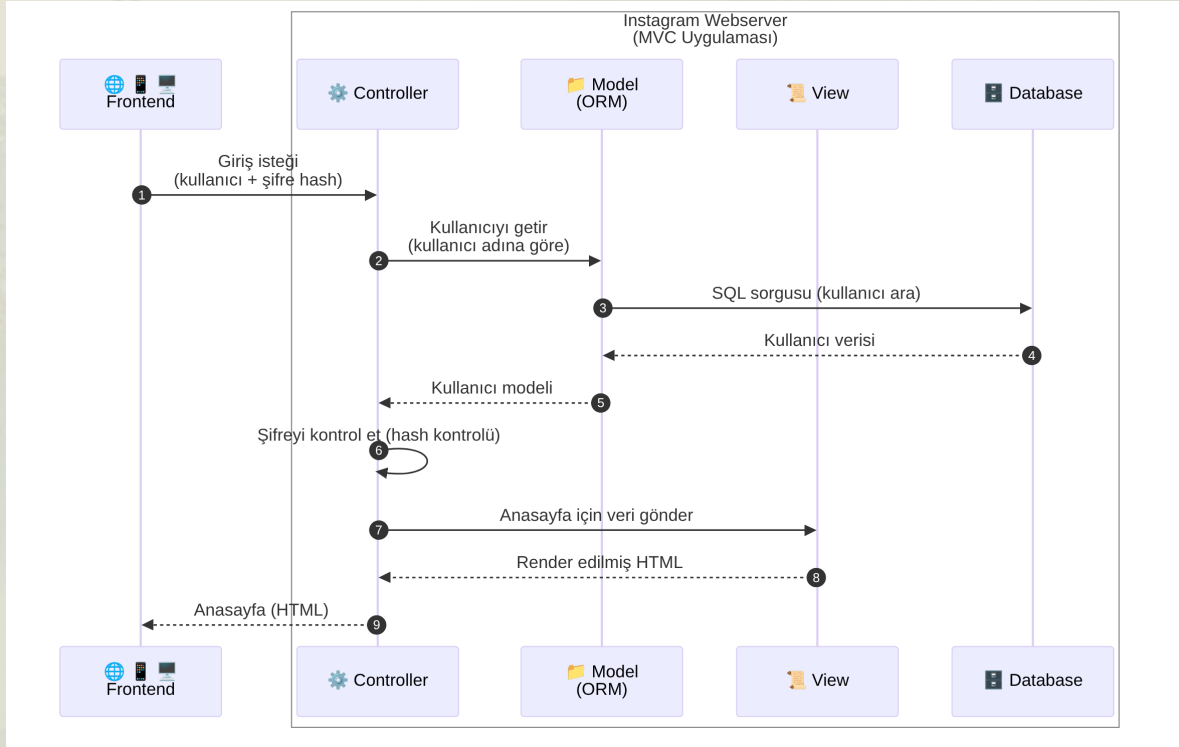 Instagram Webserver
(MVC Uygulaması)
🌐 📱 🖥️
Frontend
⚙️ Controller
📁 Model
(ORM)
📜 View
🗄️ Database
Giriş isteği
(kullanıcı + şifre hash)
1
Kullanıcıyı getir
(kullanıcı adına göre)
2
SQL sorgusu (kullanıcı ara)
3
Kullanıcı verisi
4
Kullanıcı modeli
5
Şifreyi kontrol et (hash kontrolü)
6
Anasayfa için veri gönder
7
Render edilmiş HTML
8
Anasayfa (HTML)
9
🌐 📱 🖥️
Frontend
⚙️ Controller
📁 Model
(ORM)
📜 View
🗄️ Database